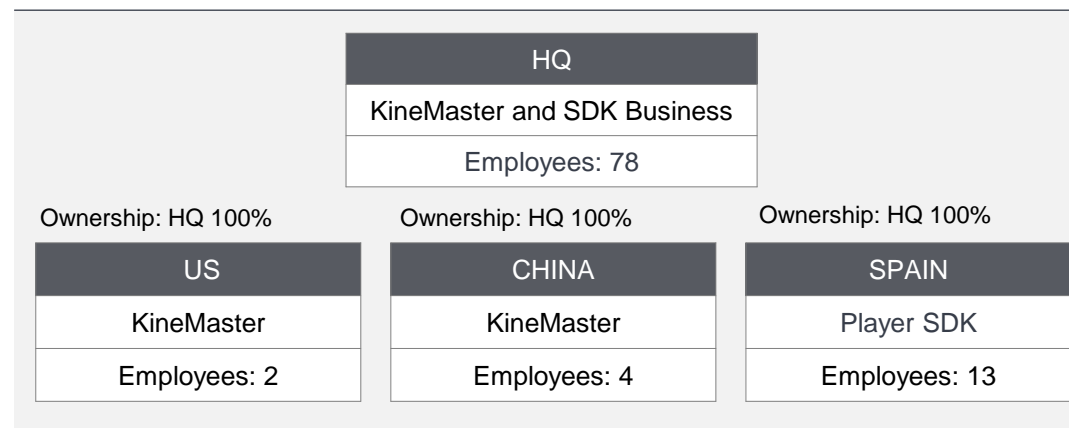 HQ
KineMaster and SDK Business
Employees: 78
Ownership: HQ 100%
US
KineMaster
Employees: 2
Ownership: HQ 100%
CHINA
KineMaster
Employees: 4
Ownership: HQ 100%
SPAIN
Player SDK
Employees: 13